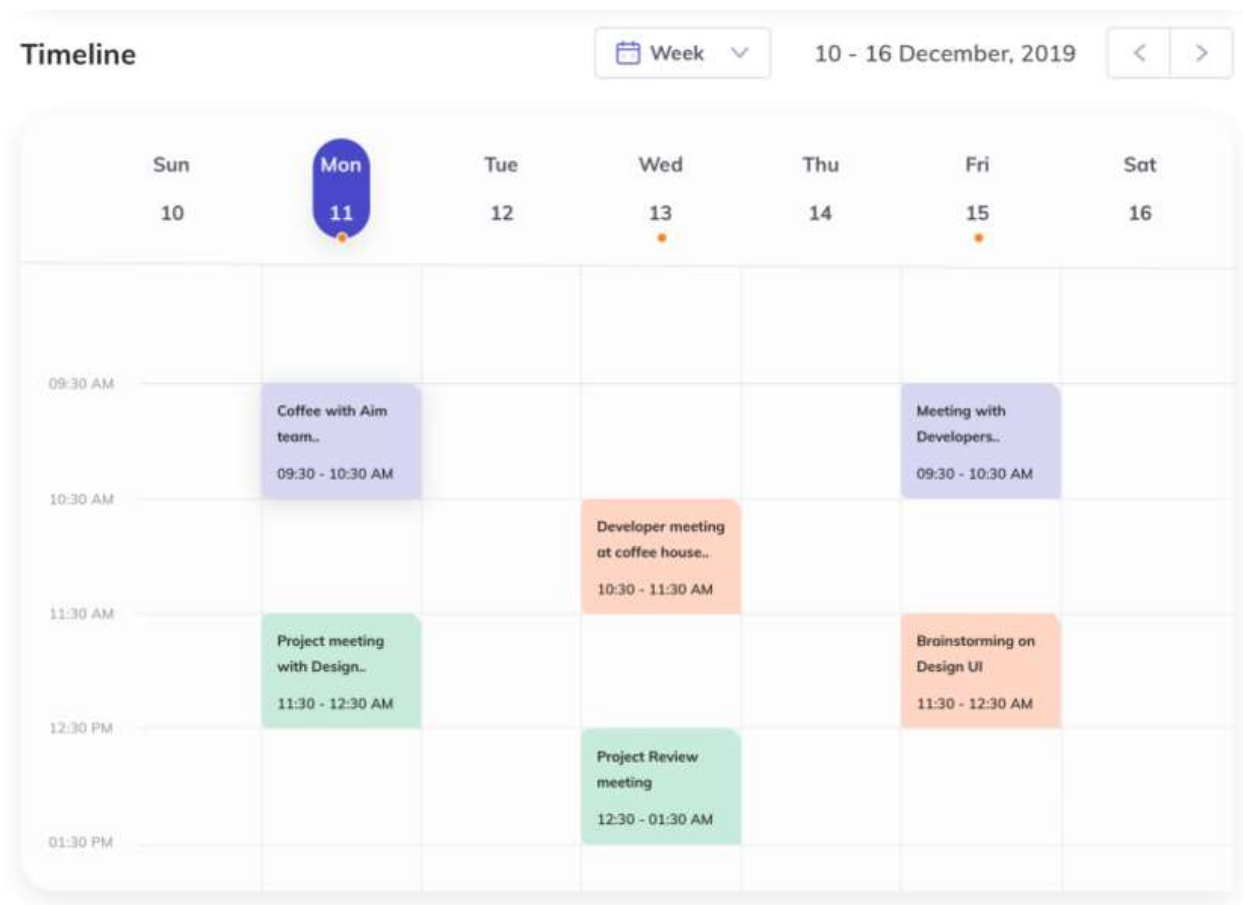 Timeline
Week
10 - 16 December, 2019
Sun Mon Tue Wed Thu Fri Sat
10 11 12 13 14 15 16
09:30 AM
Coffee with Aim
team..
09:30 - 10:30 AM
Meeting with
Developers..
09:30 - 10:30 AM
10:30 AM
Developer meeting
at coffee house..
10:30 - 11:30 AM
11:30 AM
Project meeting
with Design..
11:30 - 12:30 AM
Brainstorming on
Design UI
11:30 - 12:30 AM
12:30 PM
Project Review
meeting
12:30 - 01:30 AM
01:30 PM